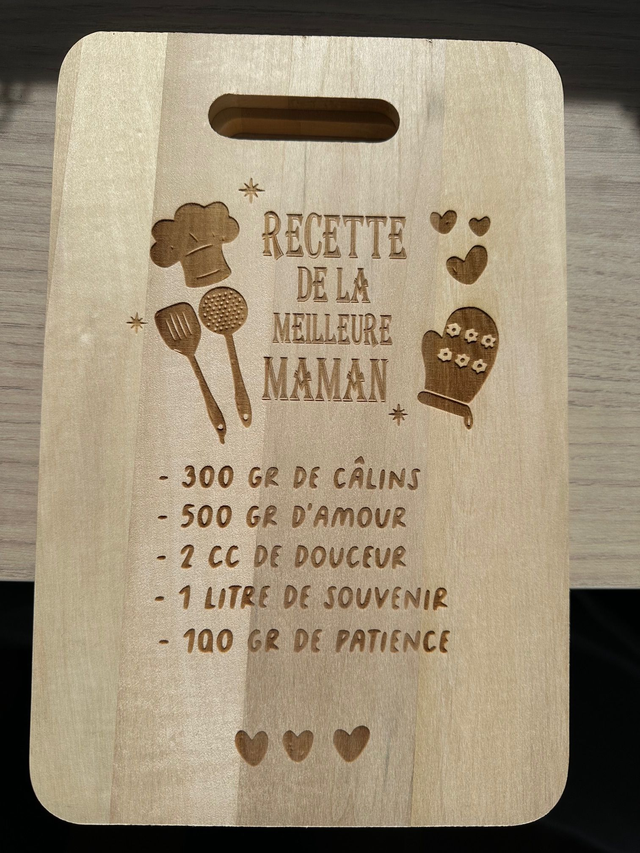 RECETTE
DE LA
MEILLEURE
MAMAN
- 300 GR DE CÂLINS
- 500 GR D'AMOUR
- 2 CC DE DOUCEUR
- 1 LITRE DE SOUVENIR
- 100 GR DE PATIENCE